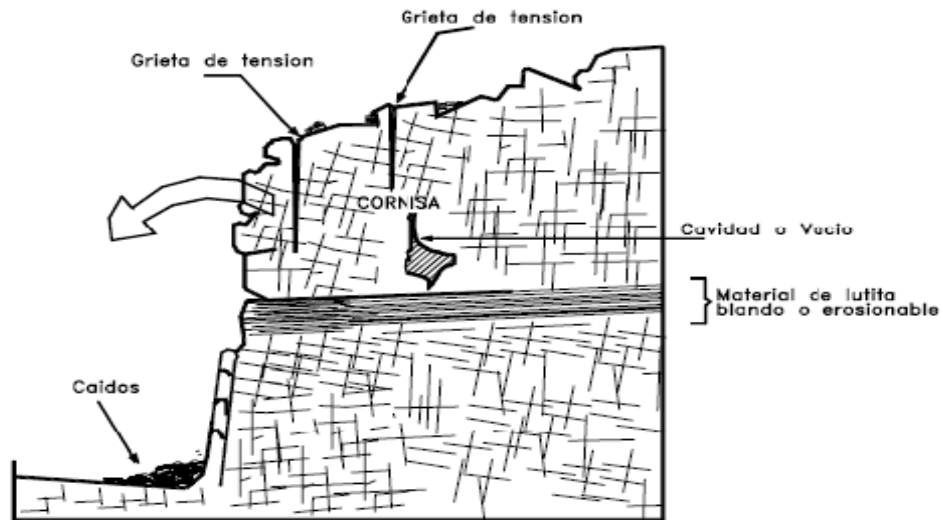 Grieta de tension
Grieta de tension
CORNISA
Cavidad o Vacio
Material de lutita
blando o erosionable
Caidos